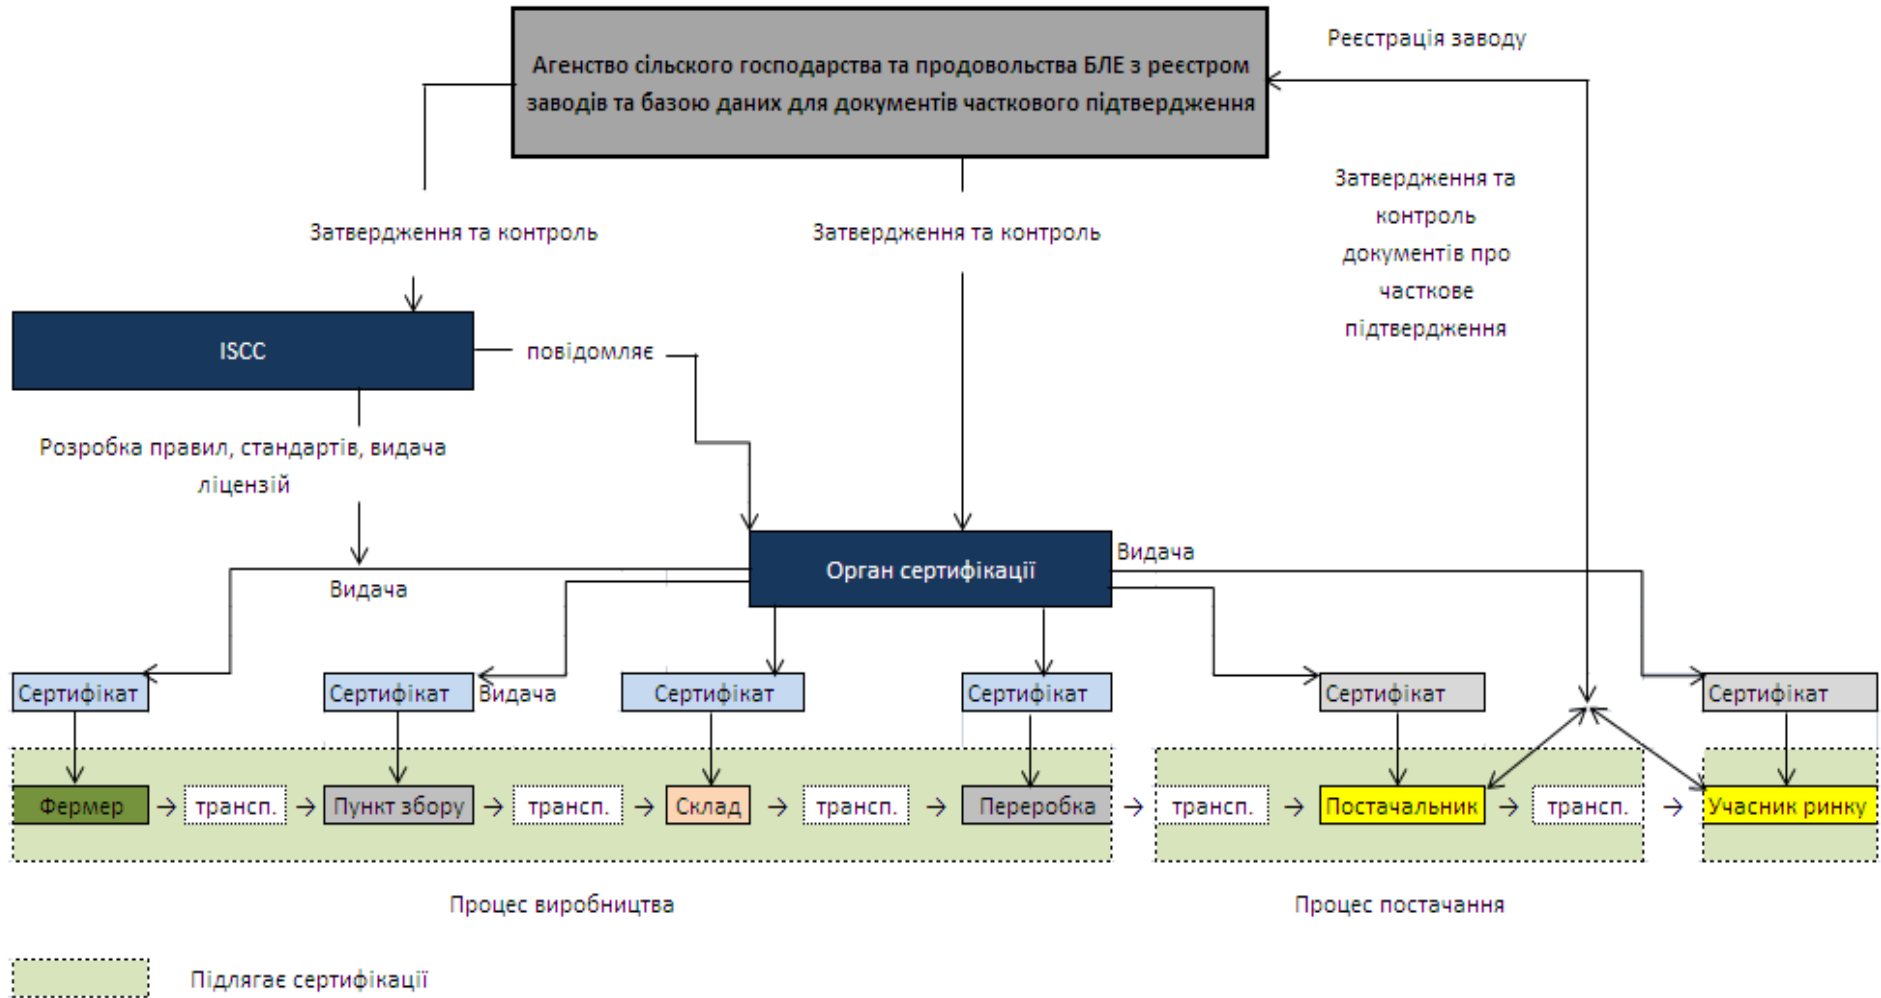 Реєстрація заводу
Агенство сільского господарства та продовольства БЛЕ з реєстром
заводів та базою даних для документів часткового підтвердження
Затвердження та
контроль
документів про
часткове
підтвердження
Затвердження та контроль
Затвердження та контроль
ISCC
повідомляє
Розробка правил, стандартів, видача
ліцензій
Орган сертифікації
Видача
Видача
Сертифікат
Сертифікат
Видача
Сертифікат
Сертифікат
Сертифікат
Сертифікат
Фермер
трансп.
Пункт збору
трансп.
Склад
трансп.
Переробка
трансп.
Постачальник
трансп.
Учасник ринку
Процес виробництва
Процес постачання
Підлягає сертифікації